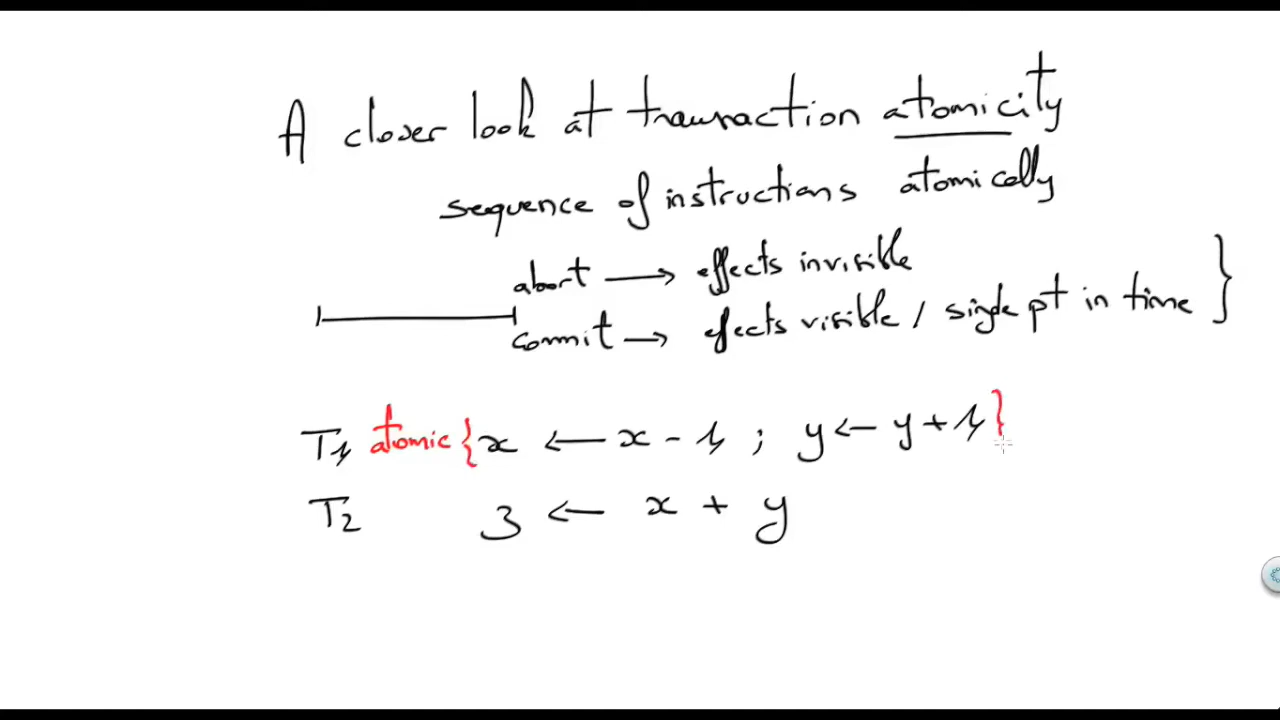 A closer look at transaction atomicity
sequence of instructions atomically
abort → effects invisible
commit → effects visible / single pt in time }
T1 atomic { x ← x - 1 ; y ← y + 1 }
T2 z ← x + y